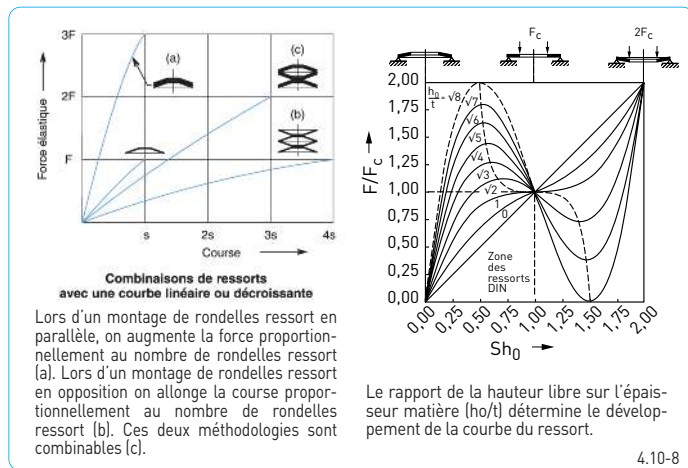 3F
2F
F
Force élastique
(a)
(c)
(b)
s
2s
3s
4s
Course
Combinaisons de ressorts
avec une courbe linéaire ou décroissante
Lors d'un montage de rondelles ressort en
parallèle, on augmente la force proportion-
nellement au nombre de rondelles ressort
(a). Lors d'un montage de rondelles ressort
en opposition on allonge la course propor-
tionnellement au nombre de rondelles
ressort (b). Ces deux méthodologies sont
combinables (c).
Fc
2Fc
F/Fc
2,00
1,75
1,50
1,25
1,00
0,75
0,50
0,25
0,00
h0/t = √8
√7
√6
√5
√4
√3
√2
1
0
Zone
des
ressorts
DIN
0,00
0,25
0,50
0,75
1,00
1,25
1,50
1,75
2,00
Sh0
Le rapport de la hauteur libre sur l'épais-
seur matière (ho/t) détermine le dévelop-
pement de la courbe du ressort.
4.10-8